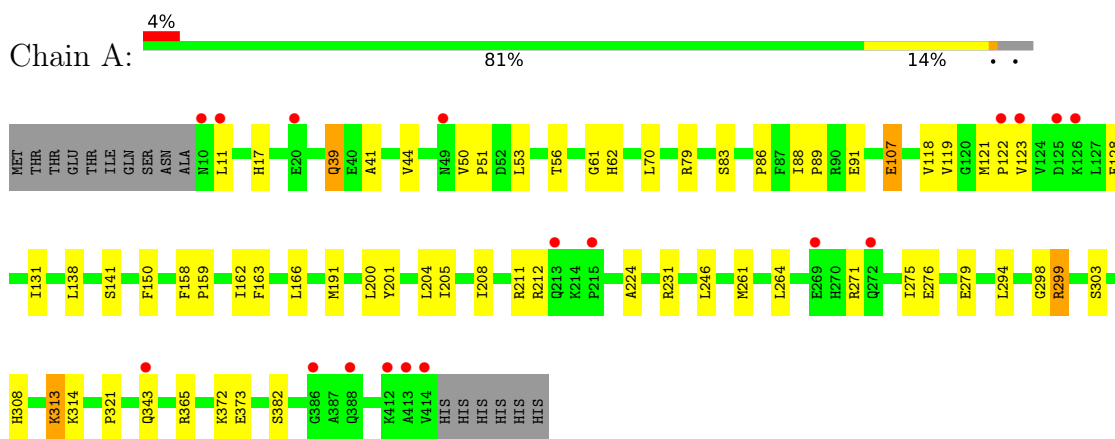 4%
Chain A:
81% 14% • •
MET THR THR GLU THR ILE GLN SER ASN ALA N10 L11 H17 E20 Q39 E40 A41 V44 N49 V50 P51 D52 L53 T56 G61 H62 L70 R79 S83 P86 F87 I88 P89 R90 E91 E107 V118 V119 G120 M121 P122 V123 V124 D125 K126 L127 E128
I131 L138 S141 F150 F158 P159 I162 F163 L166 M191 L200 Y201 L204 I205 I208 R211 R212 Q213 K214 P215 A224 R231 L246 M261 L264 E269 H270 R271 Q272 I275 E276 E279 L294 G298 R299 S303
H308 K313 K314 P321 Q343 R365 K372 E373 S382 G386 A387 Q388 K412 A413 V414 HIS HIS HIS HIS HIS HIS